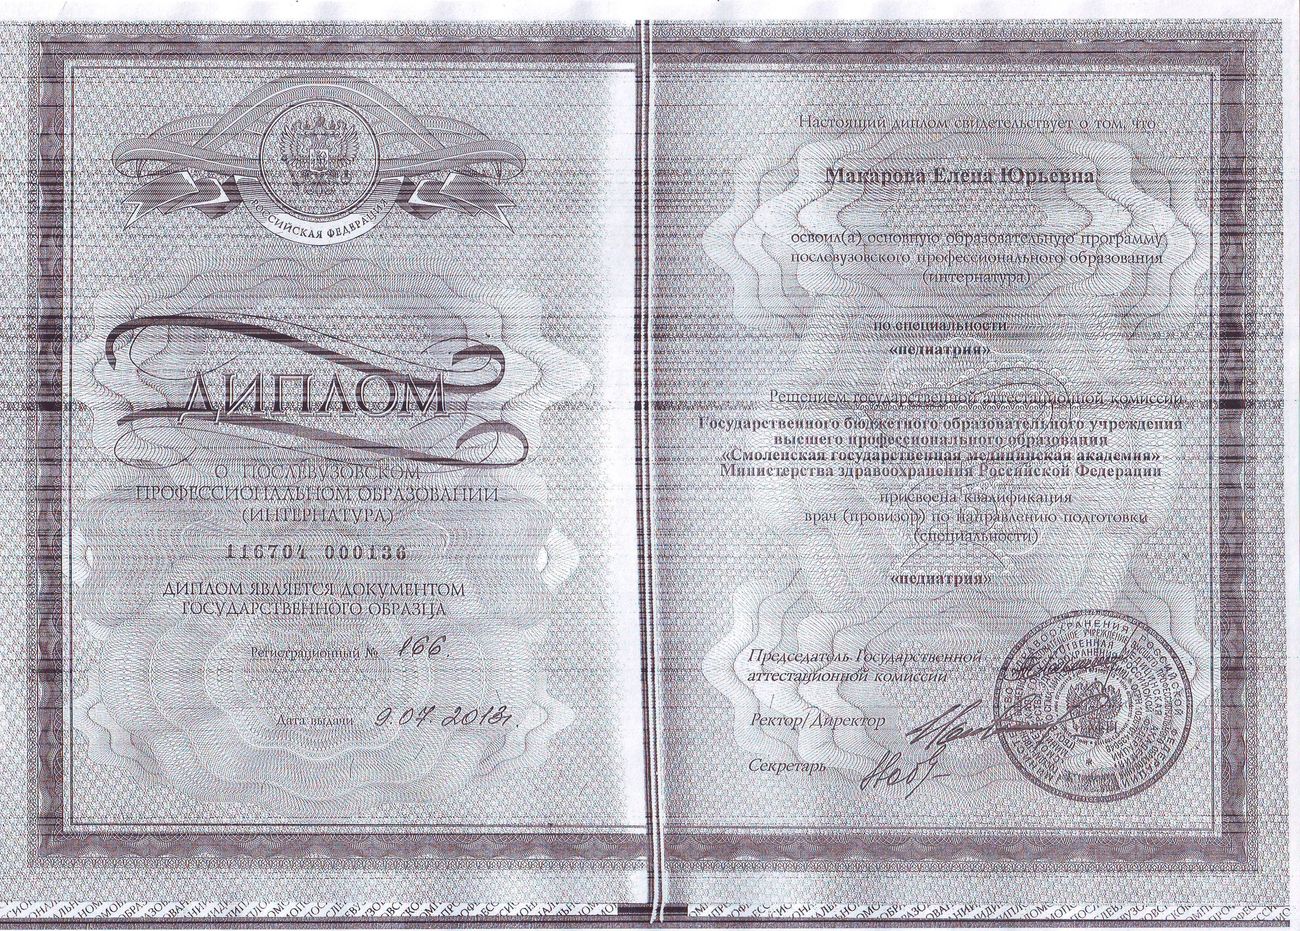 РОССИЙСКАЯ ФЕДЕРАЦИЯ
ДИПЛОМ
О ПОСЛЕВУЗОВСКОМ
ПРОФЕССИОНАЛЬНОМ ОБРАЗОВАНИИ
(ИНТЕРНАТУРА)
116704 000136
ДИПЛОМ ЯВЛЯЕТСЯ ДОКУМЕНТОМ
ГОСУДАРСТВЕННОГО ОБРАЗЦА
Регистрационный № 166.
Дата выдачи 9.07.2013г.
Настоящий диплом свидетельствует о том, что
Макарова Елена Юрьевна
освоил(а) основную образовательную программу
послевузовского профессионального образования
(интернатура)
по специальности
«педиатрия»
Решением государственной аттестационной комиссии
Государственного бюджетного образовательного учреждения
высшего профессионального образования
«Смоленская государственная медицинская академия»
Министерства здравоохранения Российской Федерации
присвоена квалификация
врач (провизор) по направлению подготовки
(специальности)
«педиатрия»
Председатель Государственной
аттестационной комиссии
Ректор/Директор
Секретарь